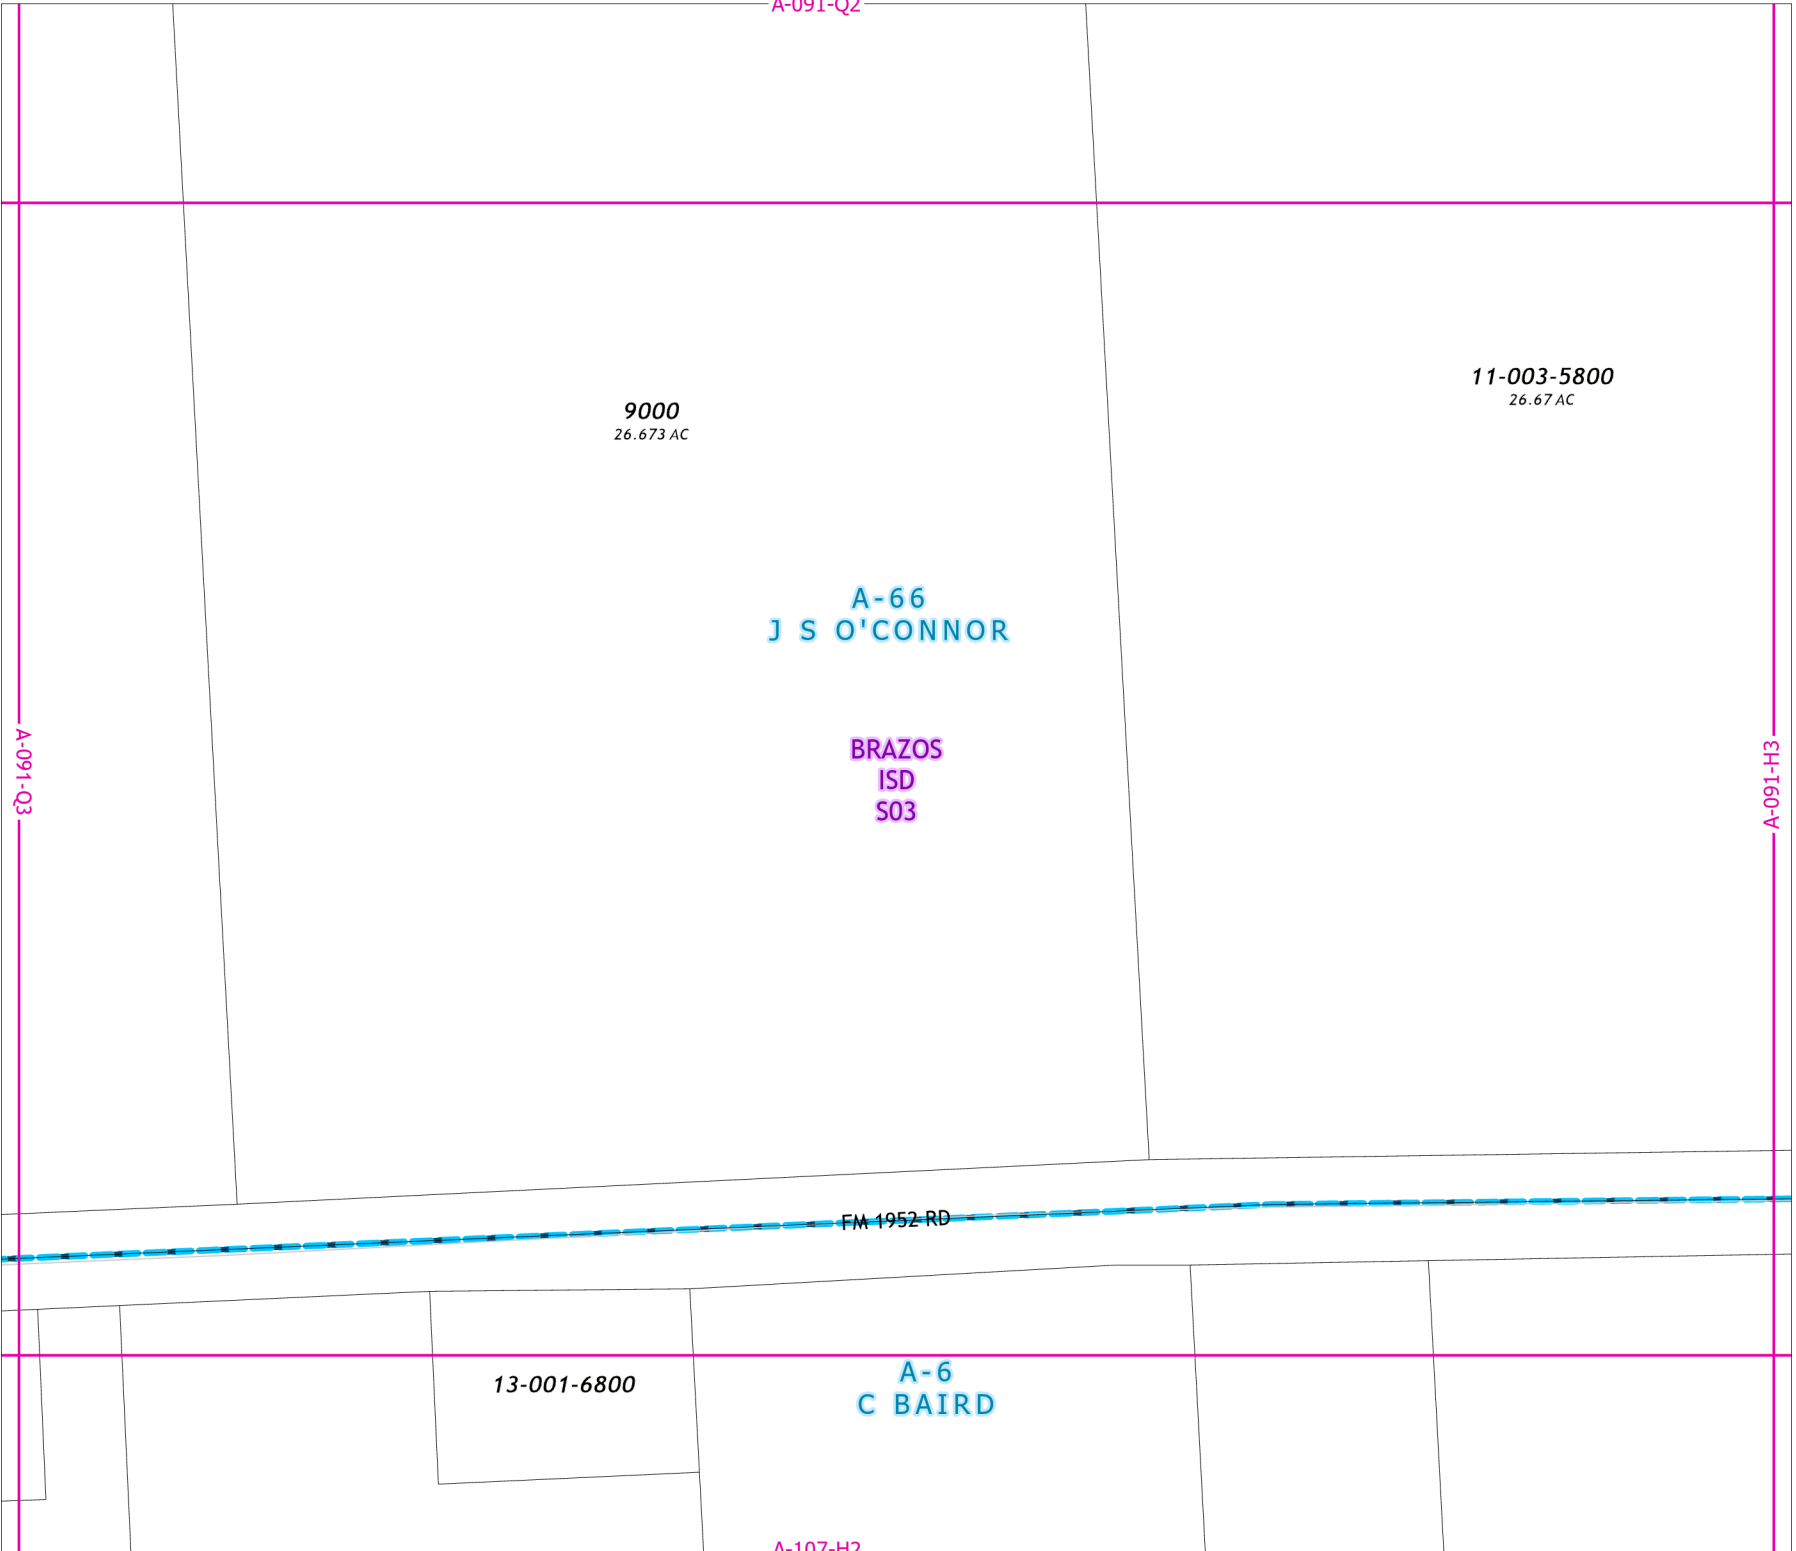 A-091-Q2
11-003-5800
26.67 AC
9000
26.673 AC
A-66
J S O'CONNOR
BRAZOS
ISD
S03
A-091-Q3
A-091-H3
FM 1952 RD
13-001-6800
A-6
C BAIRD
A-107-H2